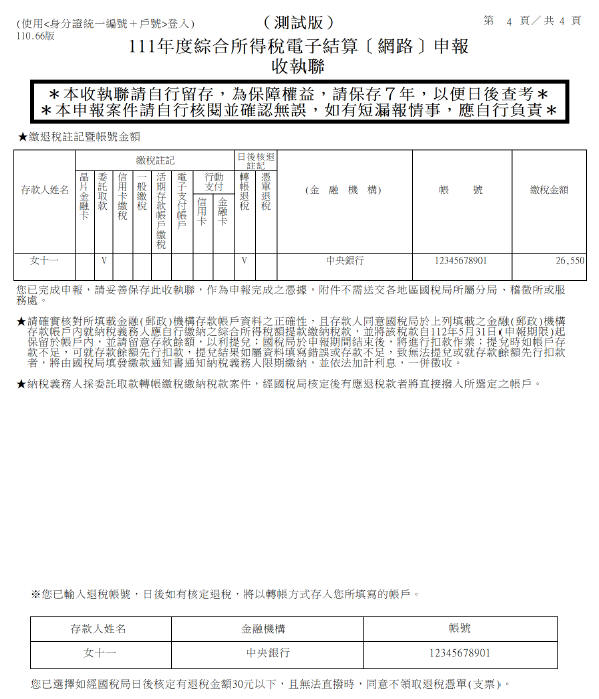 (使用<身分證統一編號＋戶號>登入)
110.66版
(測試版)
第 4 頁／共 4 頁
111年度綜合所得稅電子結算〔網路〕申報
收執聯
＊本收執聯請自行留存，為保障權益，請保存７年，以便日後查考＊
＊本申報案件請自行核閱並確認無誤，如有短漏報情事，應自行負責＊
★繳退稅註記暨帳號金額
存款人姓名
繳稅註記
晶片金融卡
委託取款
信用卡繳稅
一般繳稅
活期存款帳戶繳稅
電子支付帳戶
行動支付
信用卡
金融卡
日後核退註記
轉帳退稅
憑單退稅
(金 融 機 構)
帳 號
繳稅金額
女十一 V V 中央銀行 12345678901 26,550
您已完成申報，請妥善保存此收執聯，作為申報完成之憑據，附件不需送交各地區國稅局所屬分局、稽徵所或服
務處。
★請確實核對所填載金融(郵政)機構存款帳戶資料之正確性，且存款人同意國稅局於上列填載之金融(郵政)機構
存款帳戶內就納稅義務人應自行繳納之綜合所得稅額提款繳納稅款，並將該稅款自112年5月31日(申報期限)起
保留於帳戶內，並請留意存款餘額，以利提兌；國稅局於申報期間結束後，將進行扣款作業；提兌時如帳戶存
款不足，可就存款餘額先行扣款，提兌結果如屬資料填寫錯誤或存款不足，致無法提兌或就存款餘額先行扣款
者，將由國稅局填發繳款通知書通知納稅義務人限期繳納，並依法加計利息，一併徵收。
★納稅義務人採委託取款轉帳繳稅繳納稅款案件，經國稅局核定後有應退稅款者將直接撥入所選定之帳戶。
※您已輸入退稅帳號，日後如有核定退稅，將以轉帳方式存入您所填寫的帳戶。
存款人姓名 金融機構 帳號
女十一 中央銀行 12345678901
您已選擇如經國稅局日後核定有退稅金額30元以下，且無法直撥時，同意不領取退稅憑單(支票)。